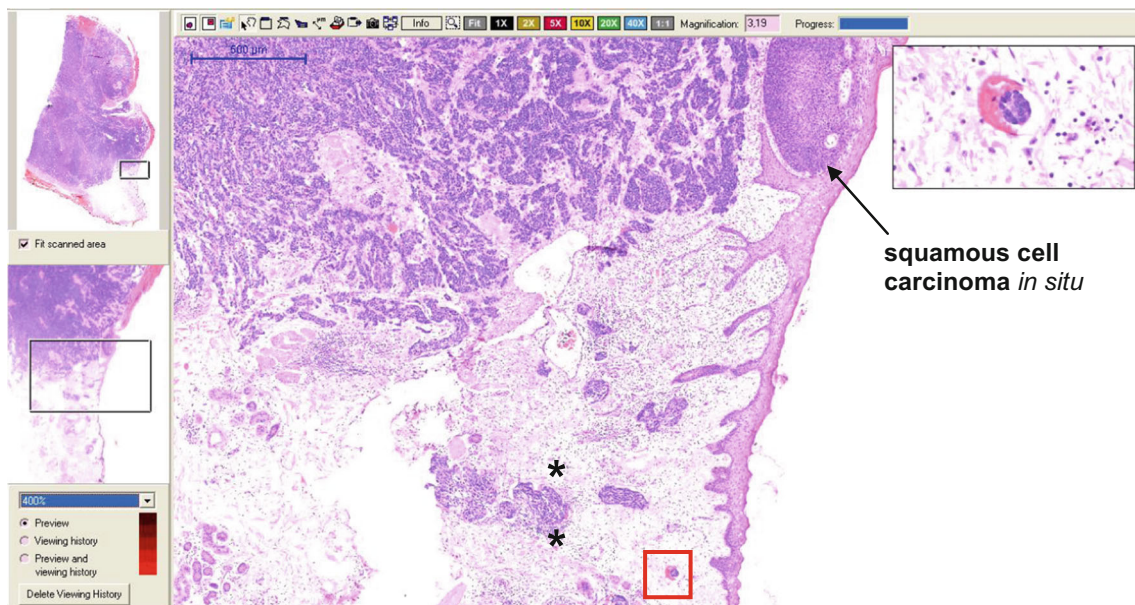 Info
Fit
1X
2X
5X
10X
20X
40X
1:1
Magnification:
3,19
Progress:
600 µm
Fit scanned area
squamous cell
carcinoma in situ
*
*
400%
Preview
Viewing history
Preview and
viewing history
Delete Viewing History